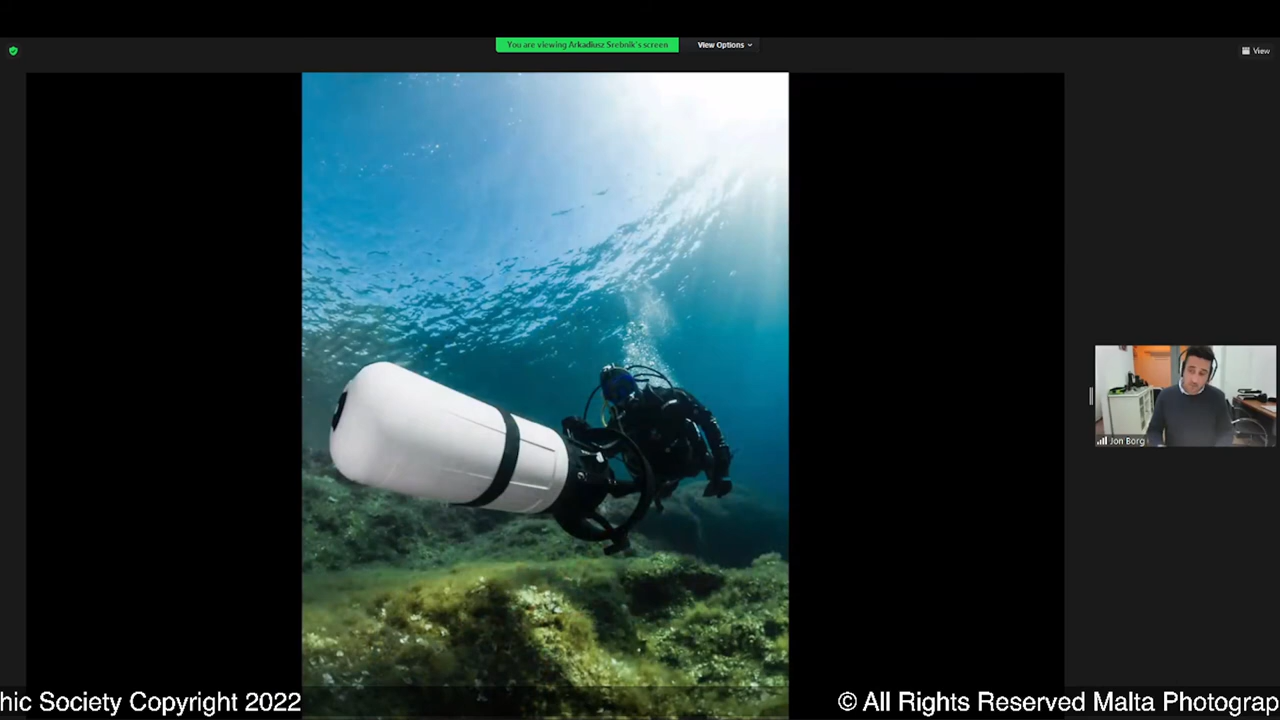 You are viewing Arkadiusz Srebnik's screen
View Options
View
Jon Borg
hic Society Copyright 2022
© All Rights Reserved Malta Photograp